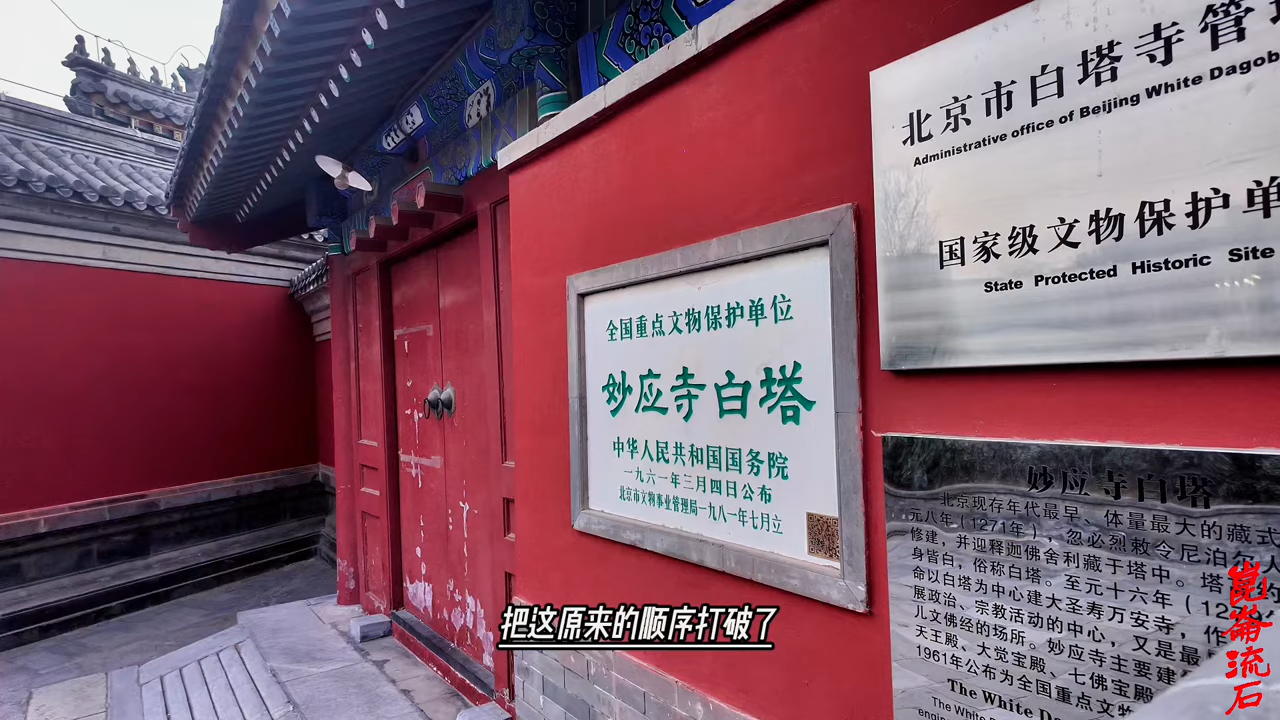 北京市白塔寺管
Administrative office of Beijing White Dagob
国家级文物保护单
State Protected Historic Site
全国重点文物保护单位
妙应寺白塔
中华人民共和国国务院
一九六一年三月四日公布
北京市文物事业管理局一九八一年七月立
妙应寺白塔
北京现存年代最早、体量最大的藏式
元八年（1271年），忽必烈敕令尼泊尔人
修建，并迎释迦佛舍利藏于塔中。塔
身皆白，俗称白塔。至元十六年（12
命以白塔为中心建大圣寿万安寺，作
展政治、宗教活动的中心，又是最
儿文佛经的场所。妙应寺主要建
天王殿、大觉宝殿、七佛宝殿
1961年公布为全国重点文物
The White Da
The White
engine
把这原来的顺序打破了
崑崙流石